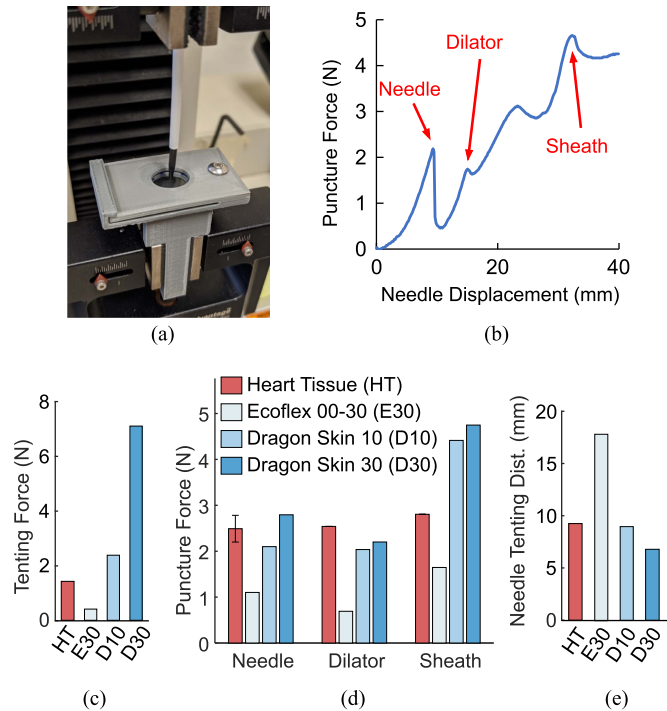 5
4
3
2
1
0
Puncture Force (N)
Needle
Dilator
Sheath
0
20
40
Needle Displacement (mm)
(a)
(b)
8
6
4
2
0
Tenting Force (N)
HT
E30
D10
D30
(c)
Heart Tissue (HT)
Ecoflex 00-30 (E30)
Dragon Skin 10 (D10)
Dragon Skin 30 (D30)
5
4
3
2
1
0
Puncture Force (N)
Needle
Dilator
Sheath
(d)
20
15
10
5
0
Needle Tenting Dist. (mm)
HT
E30
D10
D30
(e)